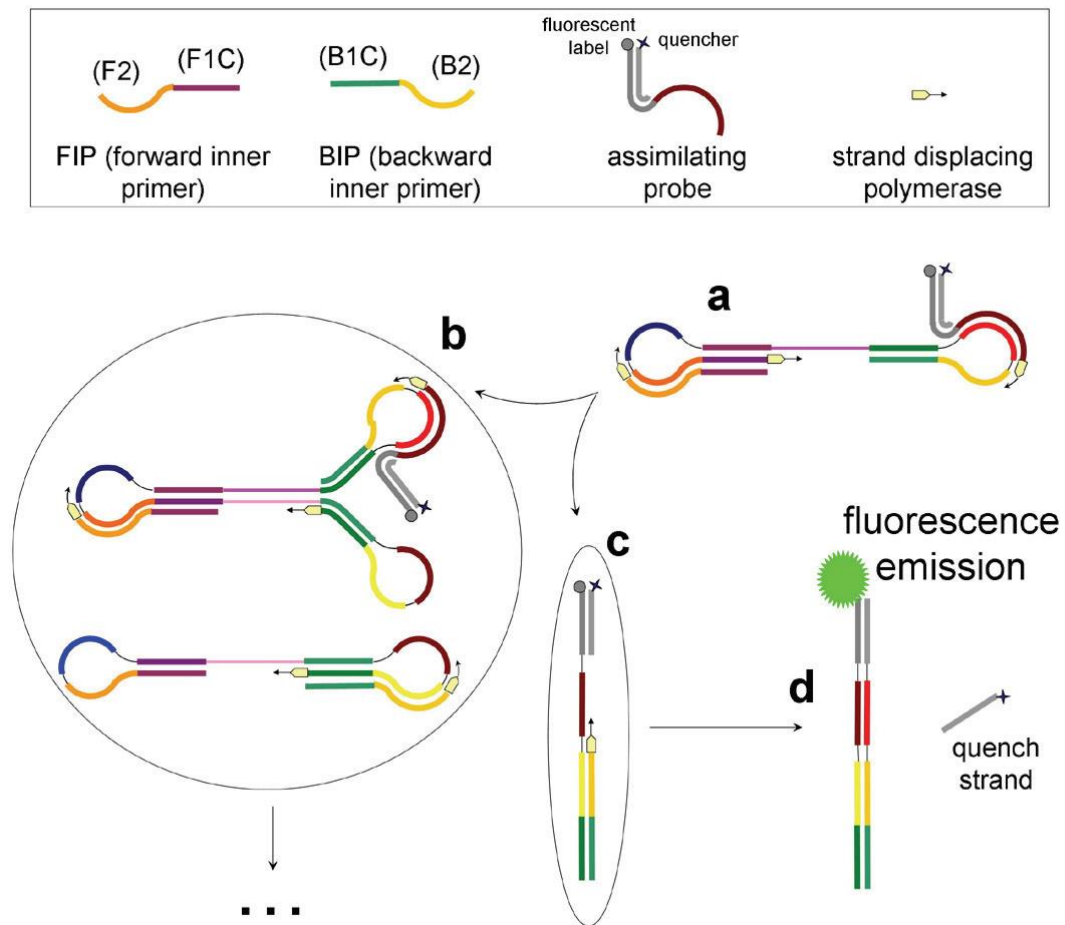 fluorescent
label
quencher
(F2)
(F1C)
(B1C)
(B2)
FIP (forward inner
primer)
BIP (backward
inner primer)
assimilating
probe
strand displacing
polymerase
a
b
c
fluorescence
emission
d
quench
strand
. . .